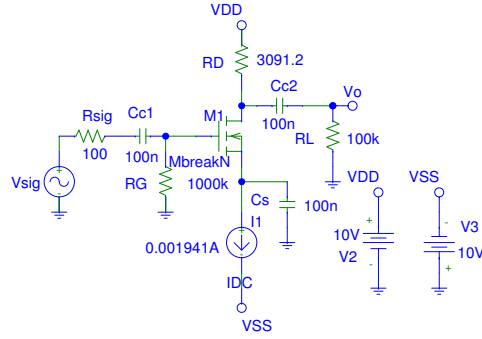 VDD
RD 3091.2
Cc2
Vo
Rsig Cc1 M1
100n RL 100k
100 100n MbreakN
Vsig RG 1000k
VDD VSS
Cs 100n
I1
+ - V3
10V 10V
0.001941A V2
- +
IDC
VSS